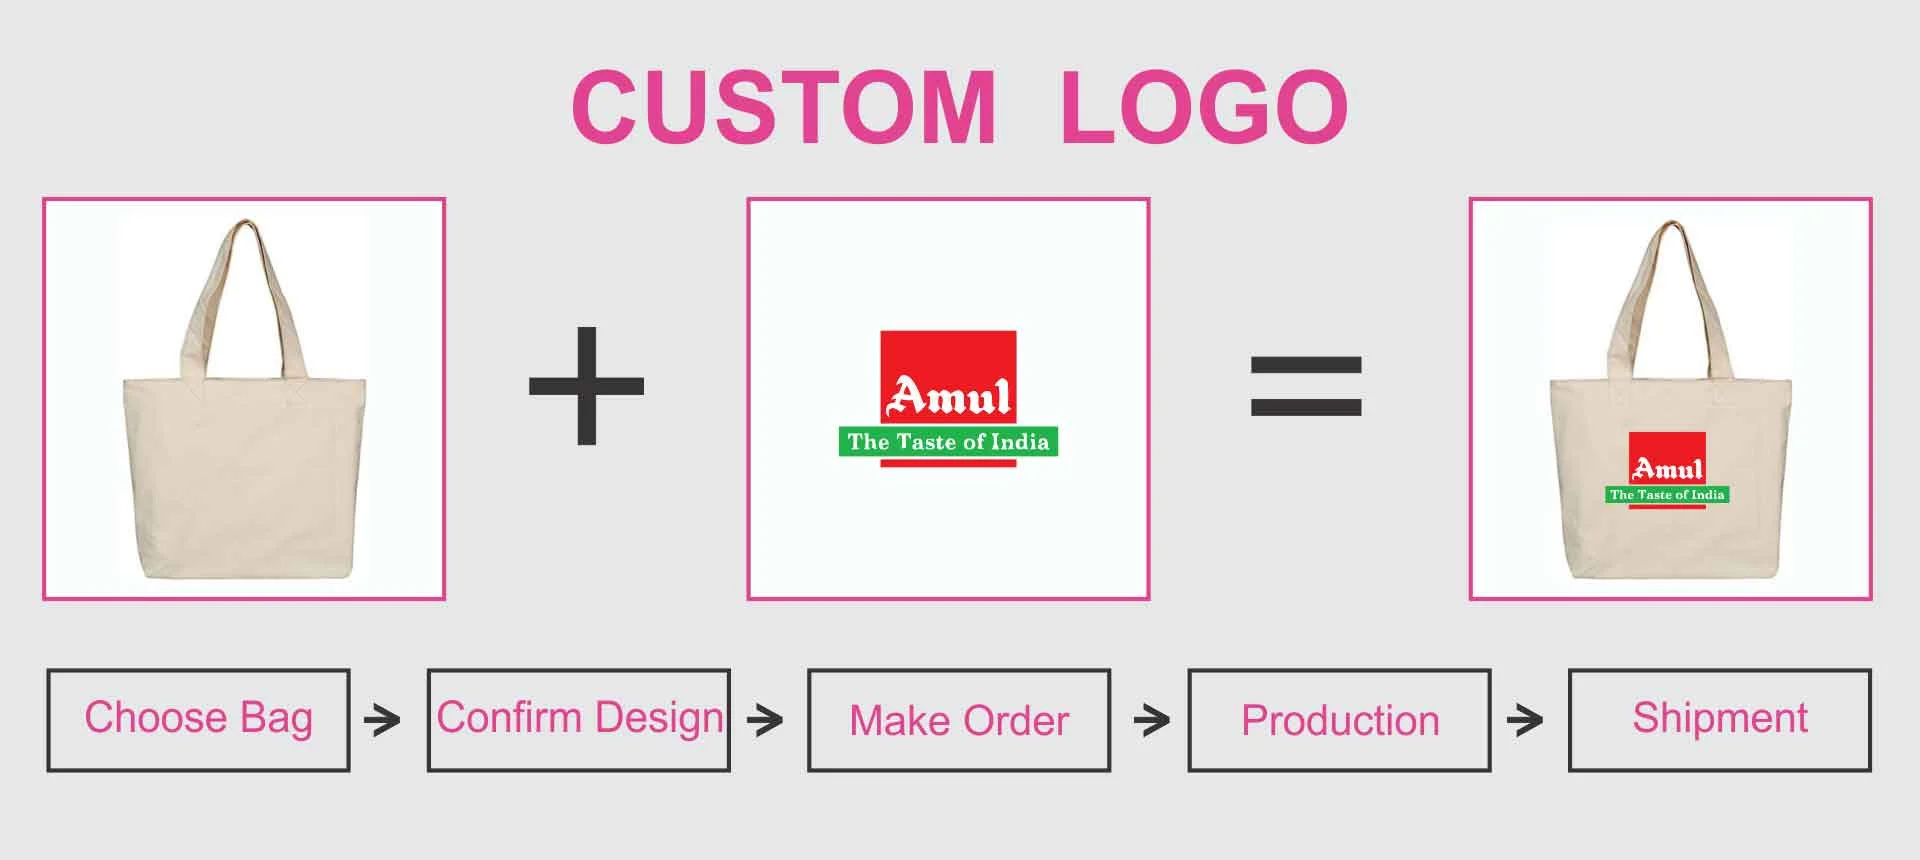 CUSTOM LOGO
Amul
The Taste of India
Amul
The Taste of India
Choose Bag
Confirm Design
Make Order
Production
Shipment